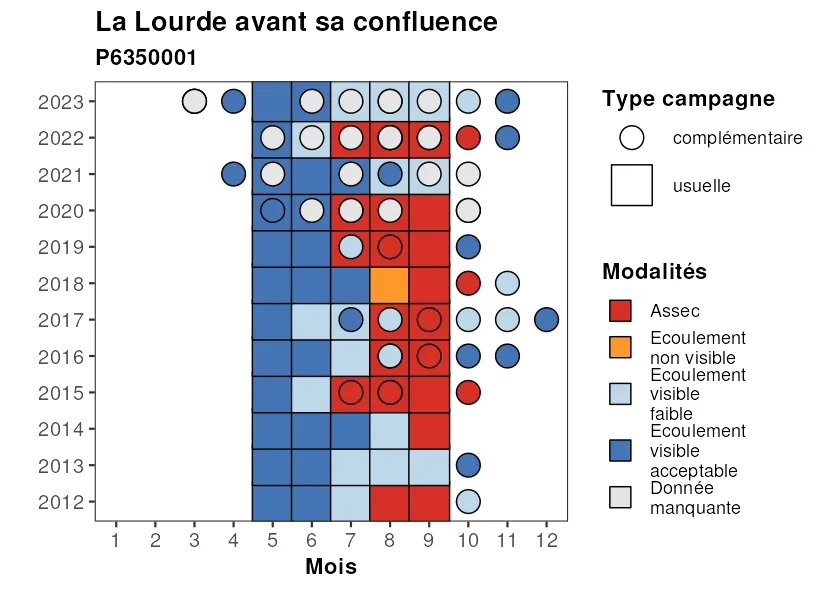 La Lourde avant sa confluence
P6350001
2023
2022
2021
2020
2019
2018
2017
2016
2015
2014
2013
2012
1 2 3 4 5 6 7 8 9 10 11 12
Mois
Type campagne
complémentaire
usuelle
Modalités
Assec
Ecoulement
non visible
Ecoulement
visible
faible
Ecoulement
visible
acceptable
Donnée
manquante